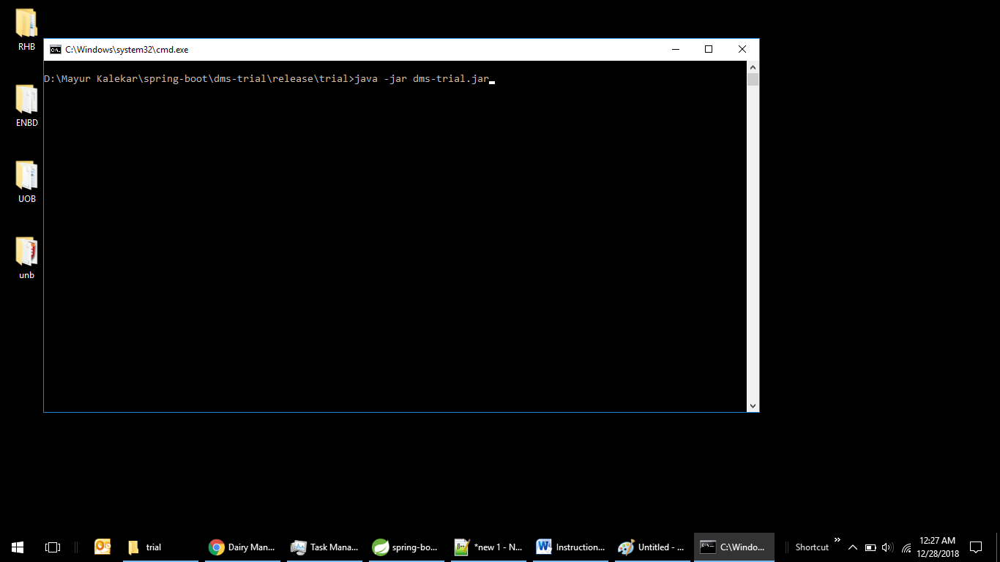 RHB
ENBD
UOB
unb
C:\Windows\system32\cmd.exe
D:\Mayur Kalekar\spring-boot\dms-trial\release\trial>java -jar dms-trial.jar
trial
Dairy Man...
Task Mana...
spring-bo...
*new 1 - N...
Instruction...
Untitled - ...
C:\Windo...
Shortcut
12:27 AM
12/28/2018